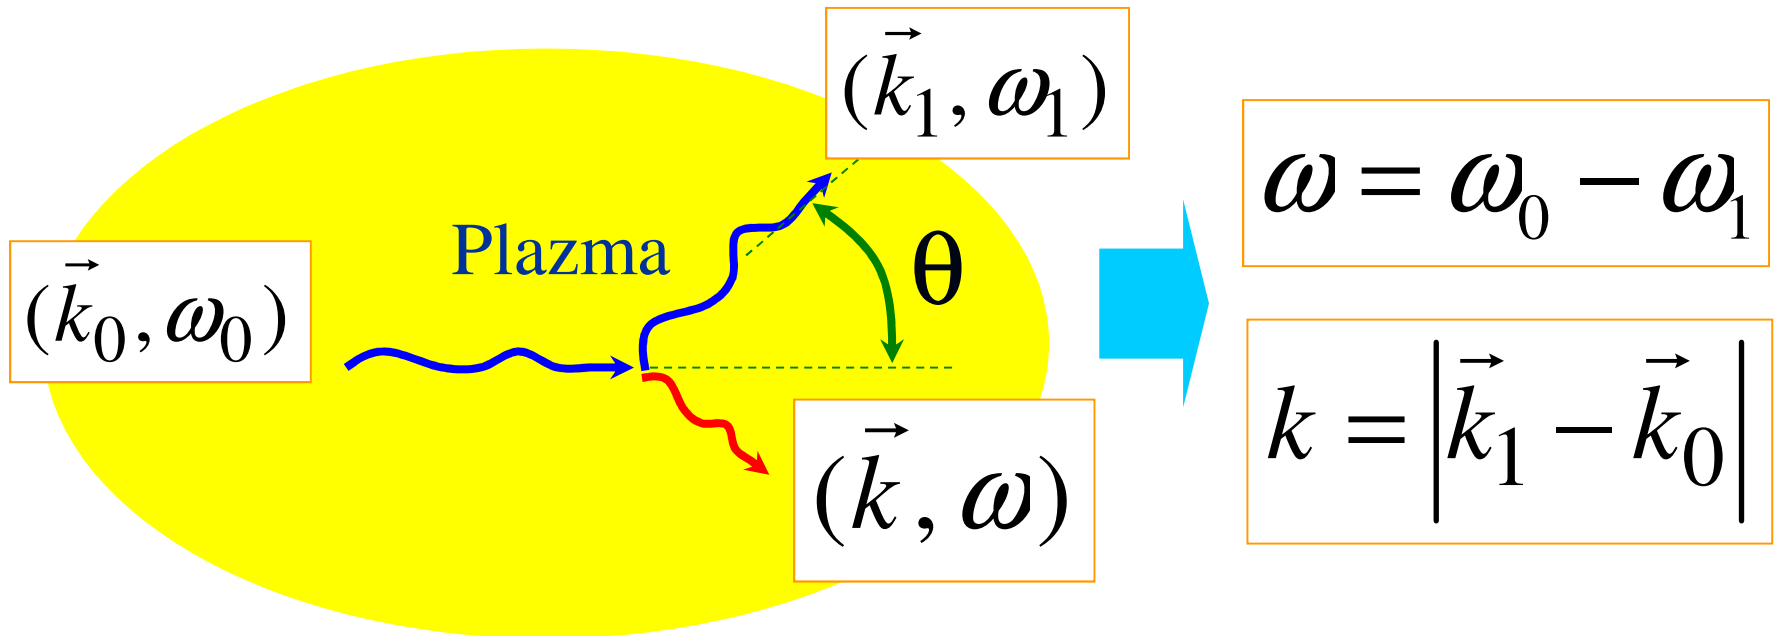 (k⃗₁, ω₁)
Plazma
θ
(k⃗₀, ω₀)
(k⃗, ω)
ω = ω₀ − ω₁
k = |k⃗₁ − k⃗₀|